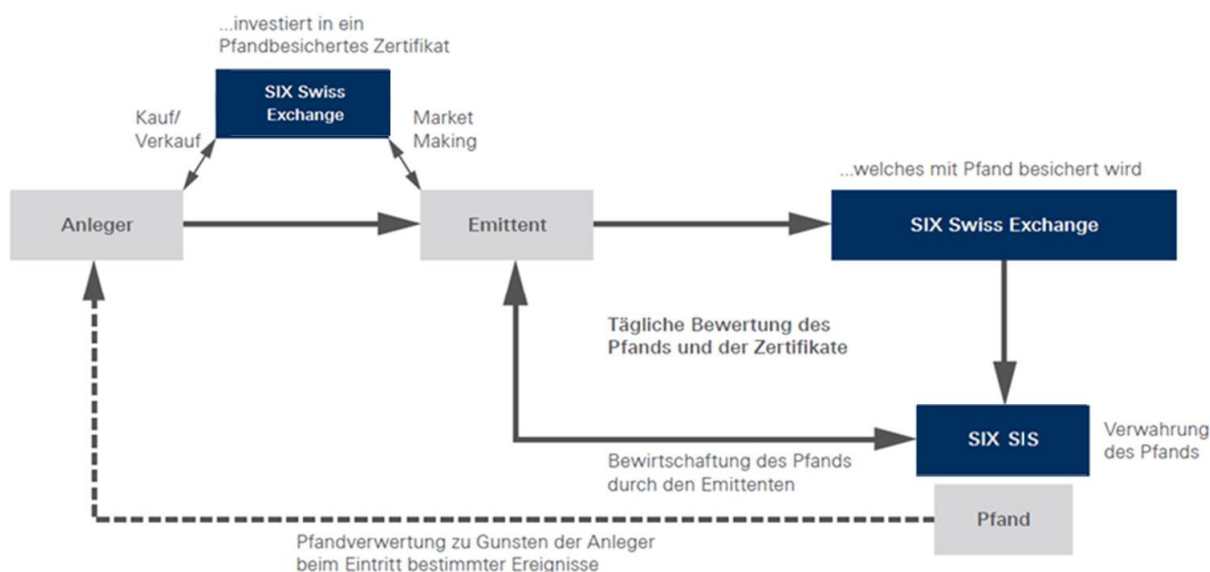 ...investiert in ein
Pfandbesichertes Zertifikat
SIX Swiss
Exchange
Kauf/
Verkauf
Market
Making
...welches mit Pfand besichert wird
Anleger
Emittent
SIX Swiss Exchange
Tägliche Bewertung des
Pfands und der Zertifikate
SIX SIS
Verwahrung
des Pfands
Bewirtschaftung des Pfands
durch den Emittenten
Pfand
Pfandverwertung zu Gunsten der Anleger
beim Eintritt bestimmter Ereignisse